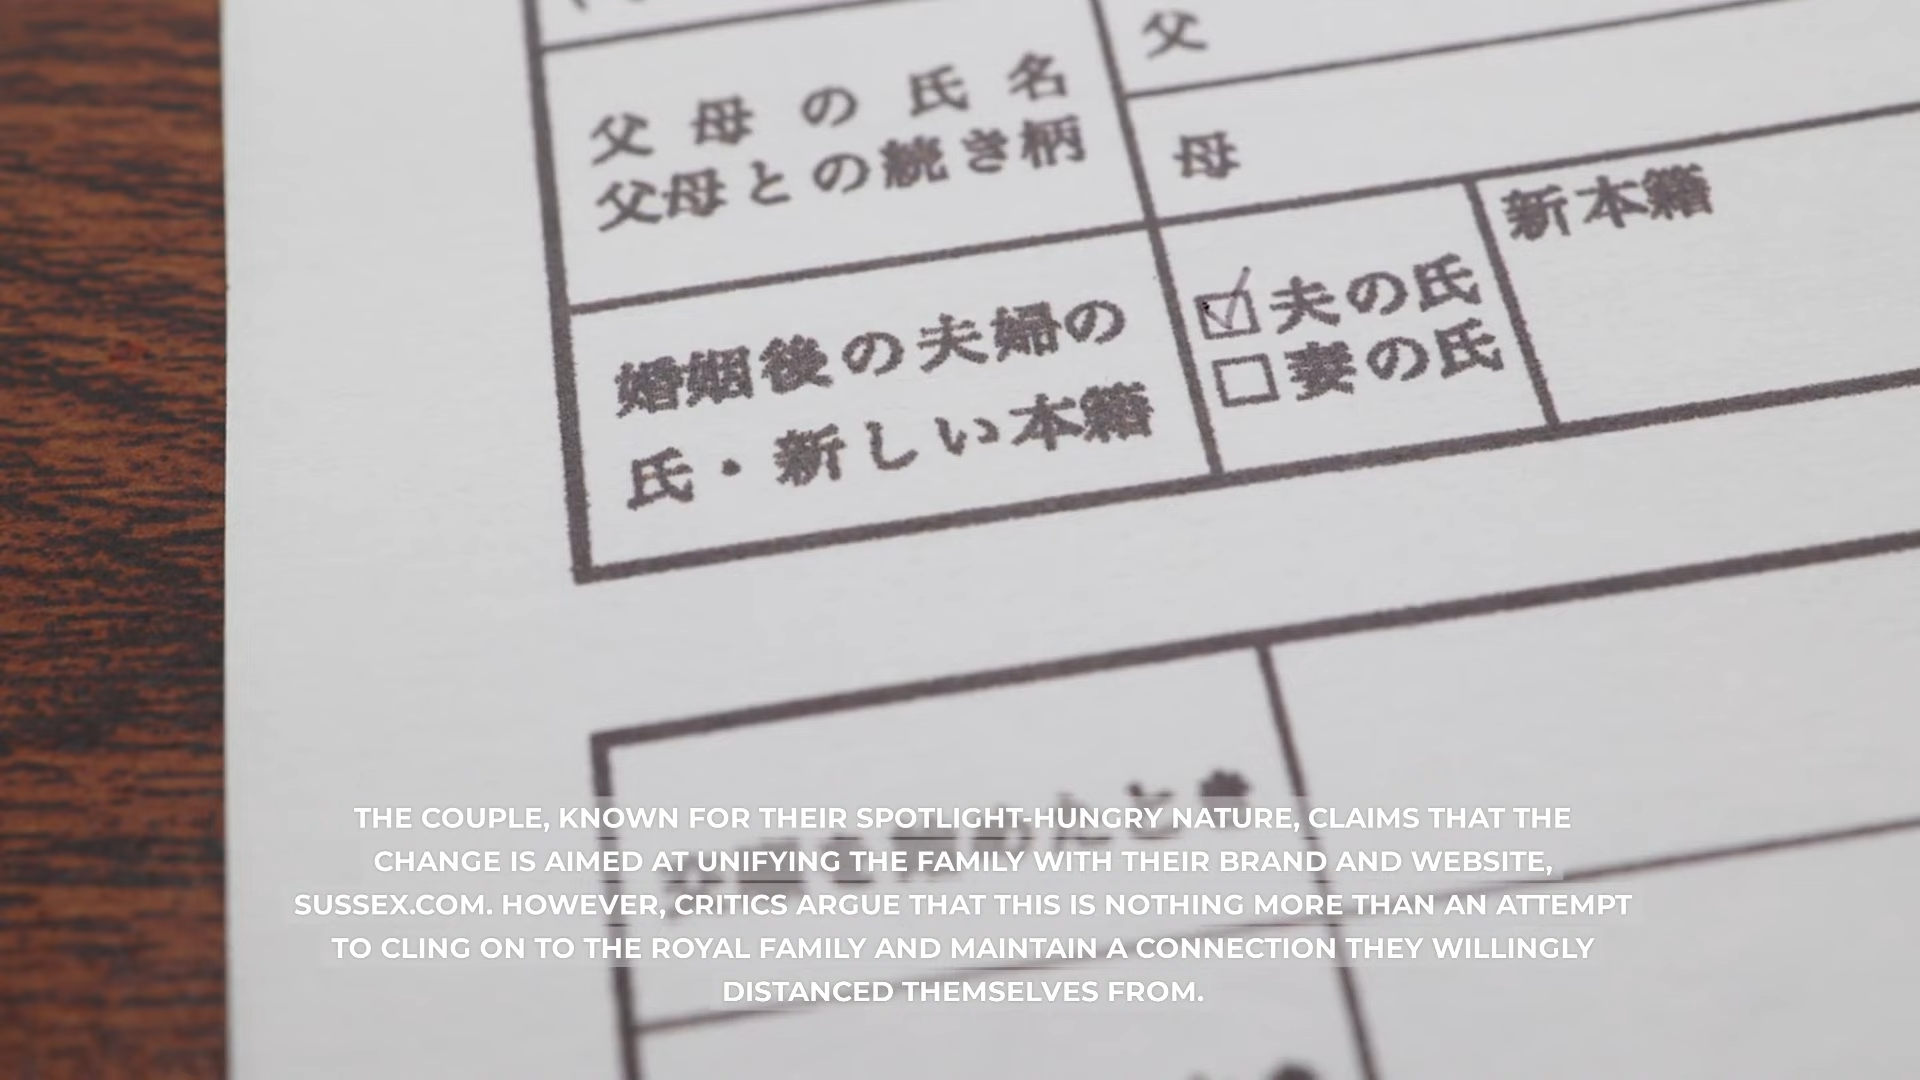 父
父母の氏名
父母との続き柄
母
新本籍
婚姻後の夫婦の
氏・新しい本籍
☑夫の氏
☐妻の氏
THE COUPLE, KNOWN FOR THEIR SPOTLIGHT-HUNGRY NATURE, CLAIMS THAT THE
CHANGE IS AIMED AT UNIFYING THE FAMILY WITH THEIR BRAND AND WEBSITE,
SUSSEX.COM. HOWEVER, CRITICS ARGUE THAT THIS IS NOTHING MORE THAN AN ATTEMPT
TO CLING ON TO THE ROYAL FAMILY AND MAINTAIN A CONNECTION THEY WILLINGLY
DISTANCED THEMSELVES FROM.